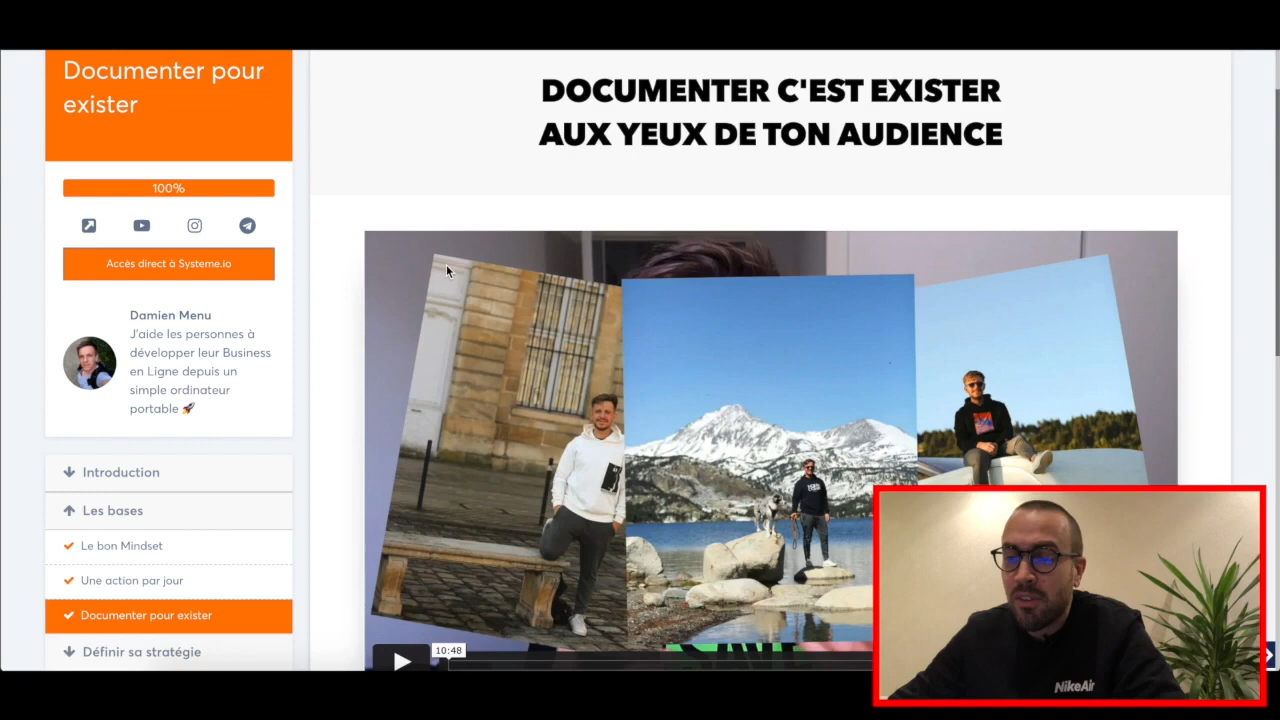 Documenter pour
exister
100%
Accès direct à Systeme.io
Damien Menu
J'aide les personnes à
développer leur Business
en Ligne depuis un
simple ordinateur
portable 🚀
Introduction
Les bases
Le bon Mindset
Une action par jour
Documenter pour exister
Définir sa stratégie
DOCUMENTER C'EST EXISTER
AUX YEUX DE TON AUDIENCE
10:48
NikeAir